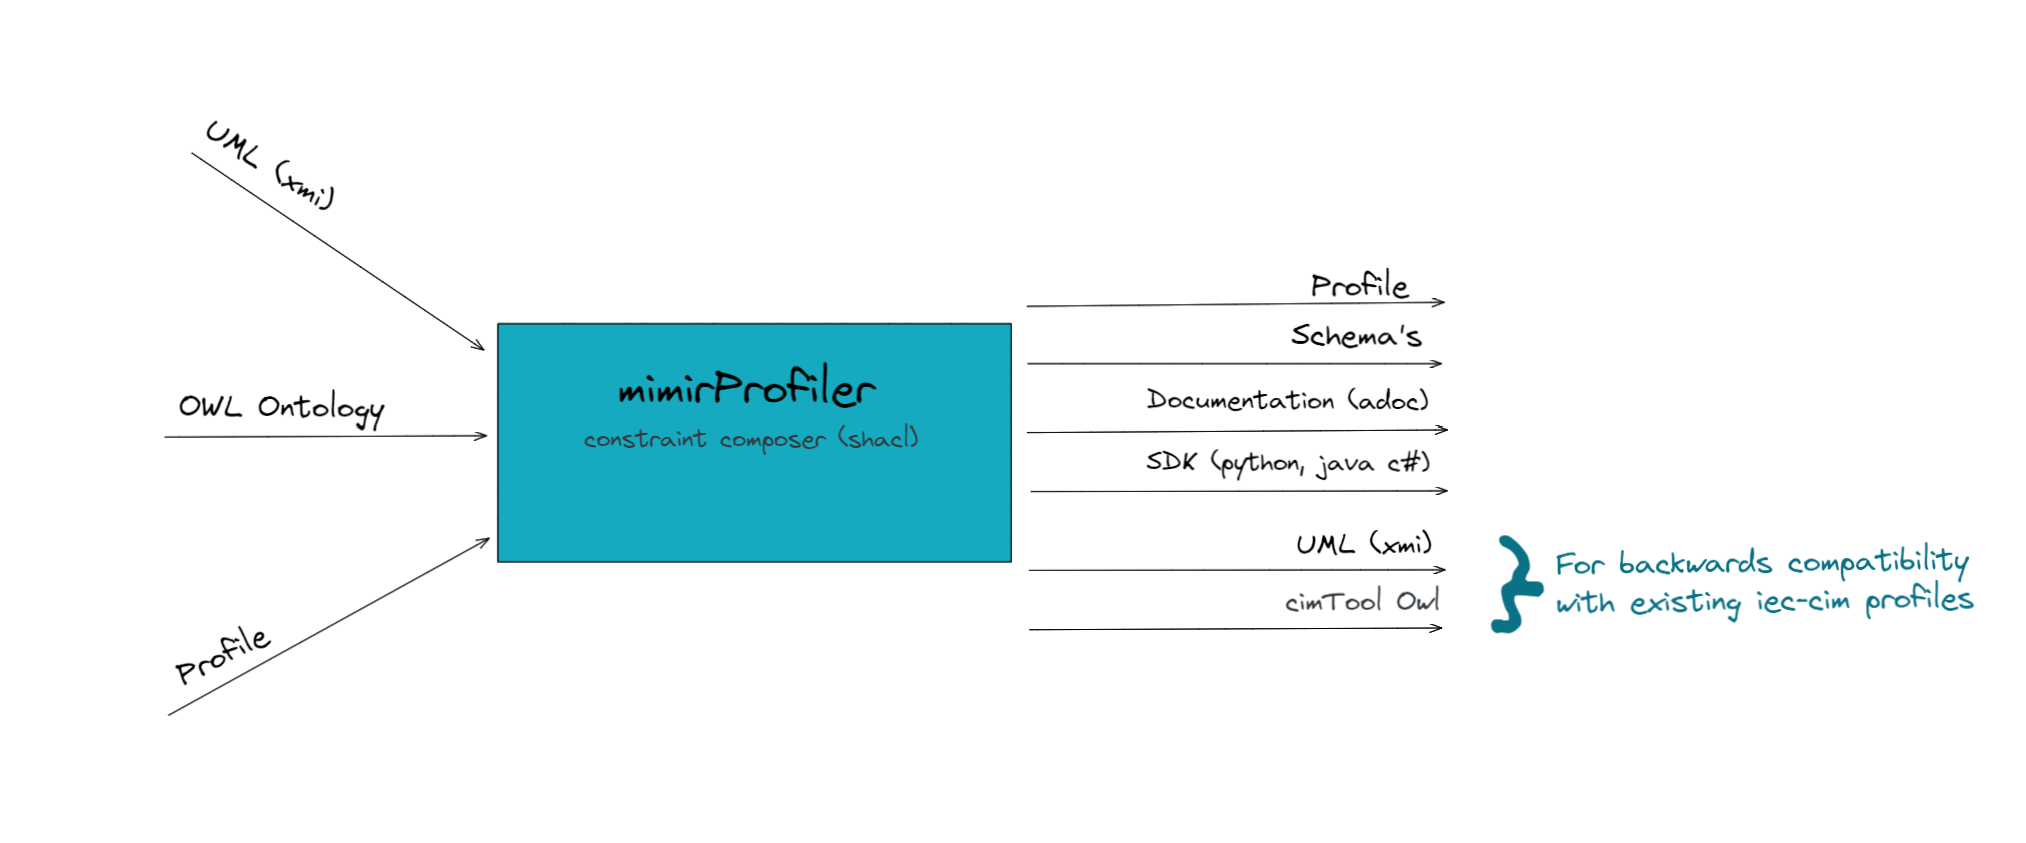 UML (xmi)
OWL Ontology
Profile
mimirProfiler
constraint composer (shacl)
Profile
Schema's
Documentation (adoc)
SDK (python, java c#)
UML (xmi)
cimTool Owl
For backwards compatibility
with existing iec-cim profiles